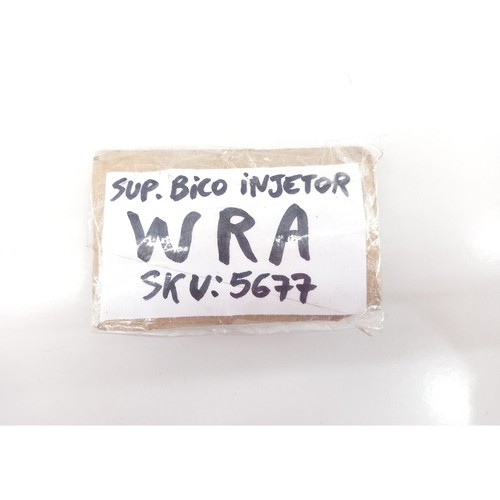 SUP. BiCO iNJETOR
WRA
SKU: 5677